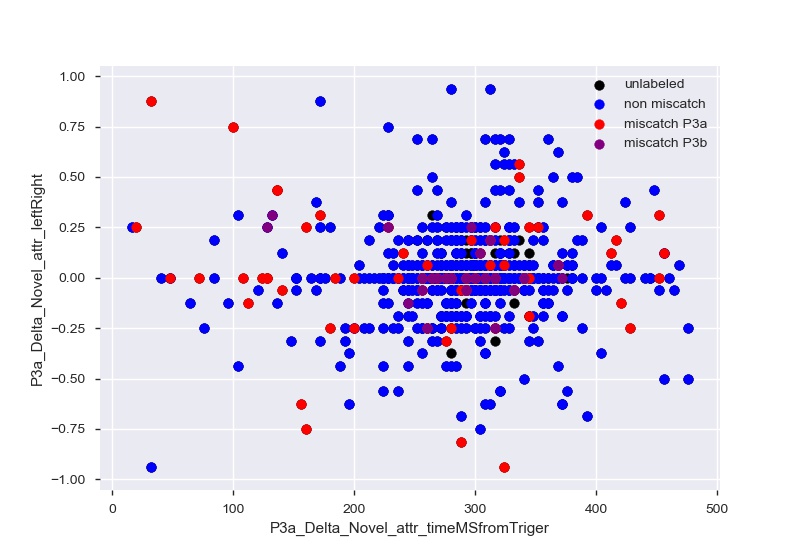 1.00
0.75
0.50
0.25
0.00
−0.25
−0.50
−0.75
−1.00
P3a_Delta_Novel_attr_leftRight
unlabeled
non miscatch
miscatch P3a
miscatch P3b
0 100 200 300 400 500
P3a_Delta_Novel_attr_timeMSfromTriger